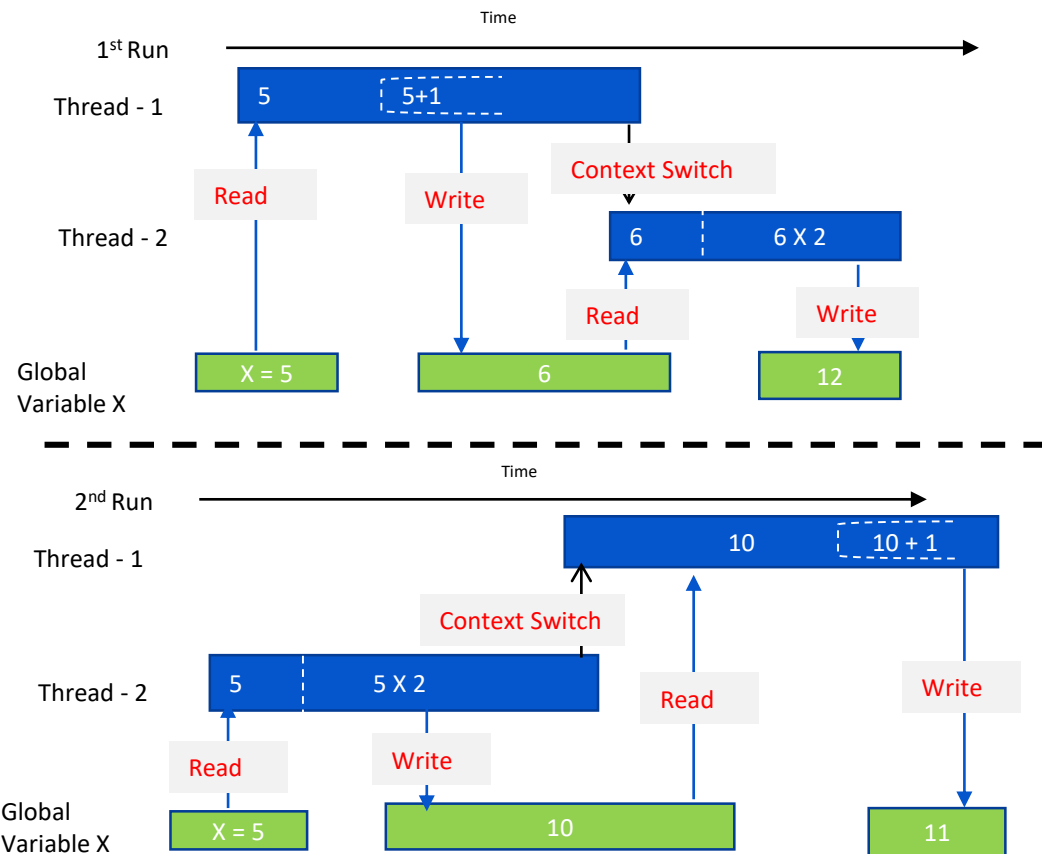 Time
1st Run
Thread - 1
5
5+1
Read
Write
Context Switch
Thread - 2
6
6 X 2
Read
Write
Global
Variable X
X = 5
6
12
Time
2nd Run
Thread - 1
10
10 + 1
Context Switch
Thread - 2
5
5 X 2
Read
Write
Read
Write
Global
Variable X
X = 5
10
11